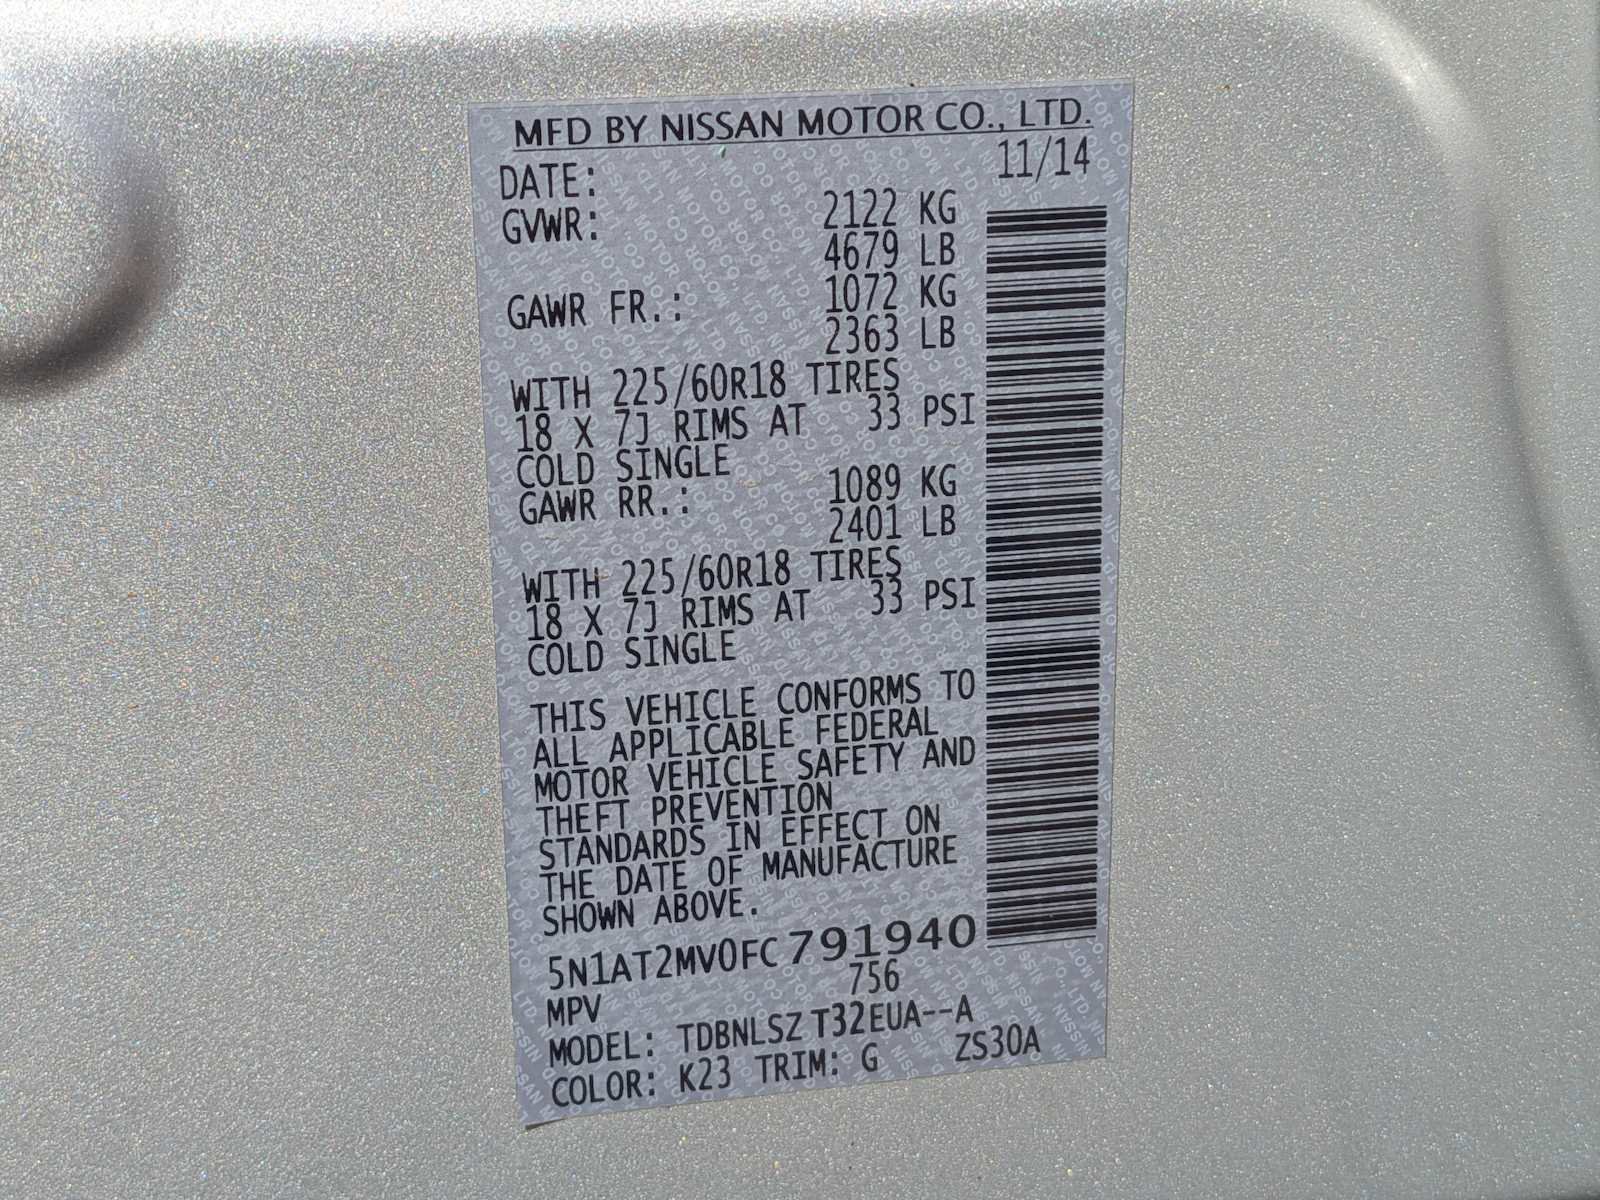 MFD BY NISSAN MOTOR CO., LTD.
DATE: 11/14
GVWR: 2122 KG
4679 LB
GAWR FR.: 1072 KG
2363 LB
WITH 225/60R18 TIRES
18 X 7J RIMS AT 33 PSI
COLD SINGLE
GAWR RR.: 1089 KG
2401 LB
WITH 225/60R18 TIRES
18 X 7J RIMS AT 33 PSI
COLD SINGLE
THIS VEHICLE CONFORMS TO
ALL APPLICABLE FEDERAL
MOTOR VEHICLE SAFETY AND
THEFT PREVENTION
STANDARDS IN EFFECT ON
THE DATE OF MANUFACTURE
SHOWN ABOVE.
5N1AT2MV0FC791940
MPV 756
MODEL: TDBNLSZ T32EUA--A
COLOR: K23 TRIM: G ZS30A